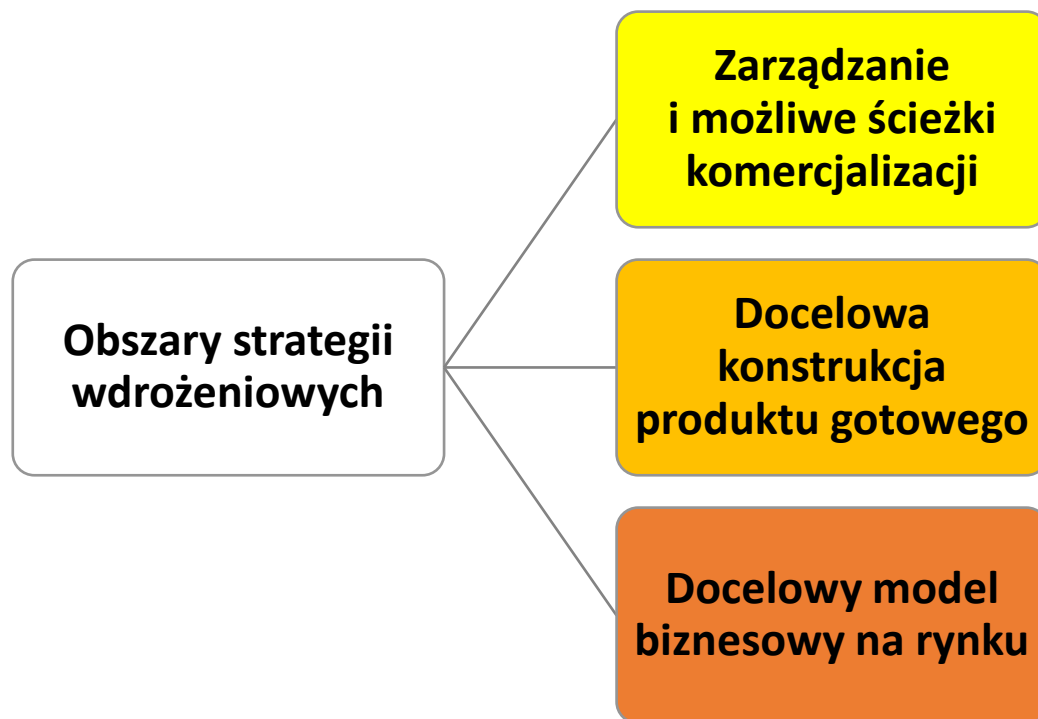 Zarządzanie
i możliwe ścieżki
komercjalizacji
Obszary strategii
wdrożeniowych
Docelowa
konstrukcja
produktu gotowego
Docelowy model
biznesowy na rynku